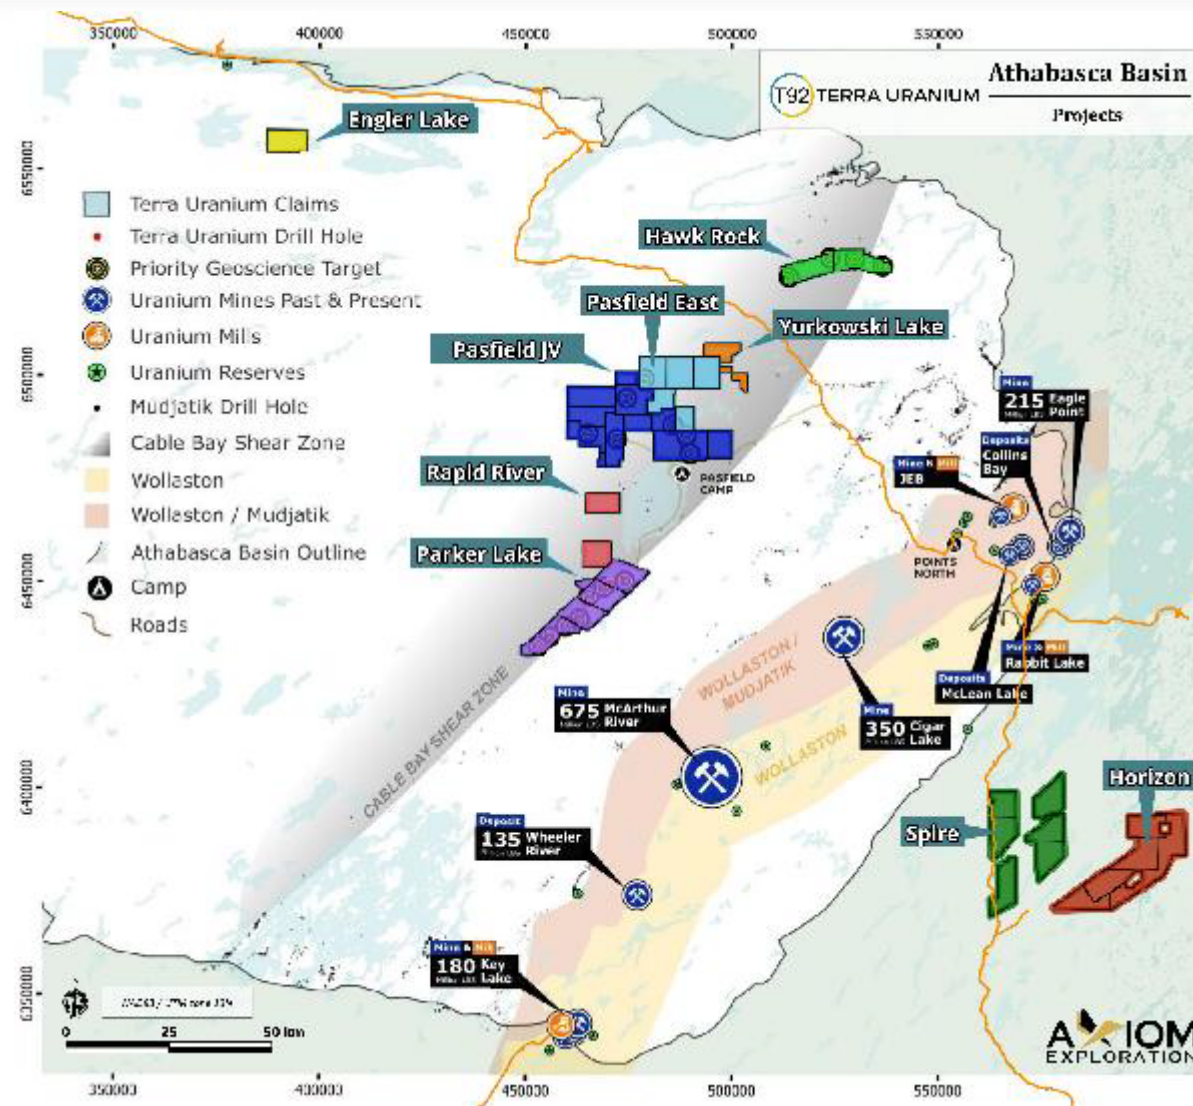 350000
400000
450000
500000
550000
T92 TERRA URANIUM
Athabasca Basin
Projects
Engler Lake
6550000
Terra Uranium Claims
Terra Uranium Drill Hole
Priority Geoscience Target
Uranium Mines Past & Present
Uranium Mills
Uranium Reserves
Mudjatik Drill Hole
Cable Bay Shear Zone
Wollaston
Wollaston / Mudjatik
Athabasca Basin Outline
Camp
Roads
Hawk Rock
Pasfield East
Yurkowski Lake
Pasfield JV
6500000
Mine
215 Eagle
Point
Deposits
Collins
Bay
Mine & Mill
JEB
Rapid River
PASFIELD
CAMP
Parker Lake
POINTS
NORTH
6450000
Mine & Mill
Rabbit Lake
Deposits
McLean Lake
WOLLASTON /
MUDJATIK
CABLE BAY SHEAR ZONE
Mine
675 McArthur
River
Mine
350 Cigar
Lake
WOLLASTON
6400000
Horizon
Spire
Deposit
135 Wheeler
River
Mine & Mill
180 Key
Lake
6350000
0
25
50 km
AXIOM
EXPLORATION
350000
400000
450000
500000
550000